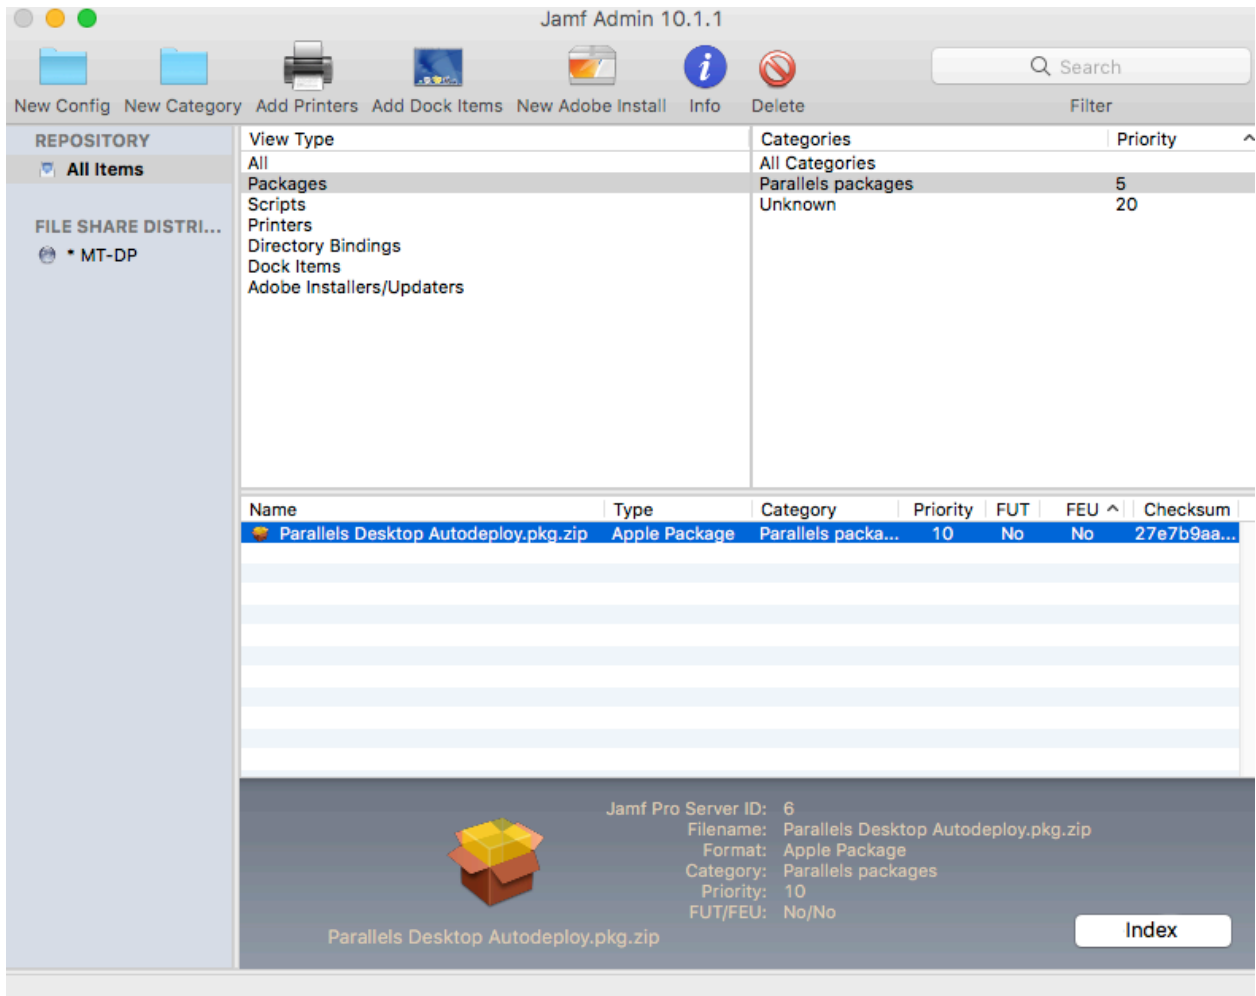 Jamf Admin 10.1.1
New Config New Category Add Printers Add Dock Items New Adobe Install Info Delete Search Filter
REPOSITORY
All Items
FILE SHARE DISTRI...
* MT-DP
View Type
All
Packages
Scripts
Printers
Directory Bindings
Dock Items
Adobe Installers/Updaters
Categories Priority
All Categories
Parallels packages 5
Unknown 20
Name Type Category Priority FUT FEU Checksum
Parallels Desktop Autodeploy.pkg.zip Apple Package Parallels packa... 10 No No 27e7b9aa...
Parallels Desktop Autodeploy.pkg.zip
Jamf Pro Server ID: 6
Filename: Parallels Desktop Autodeploy.pkg.zip
Format: Apple Package
Category: Parallels packages
Priority: 10
FUT/FEU: No/No
Index